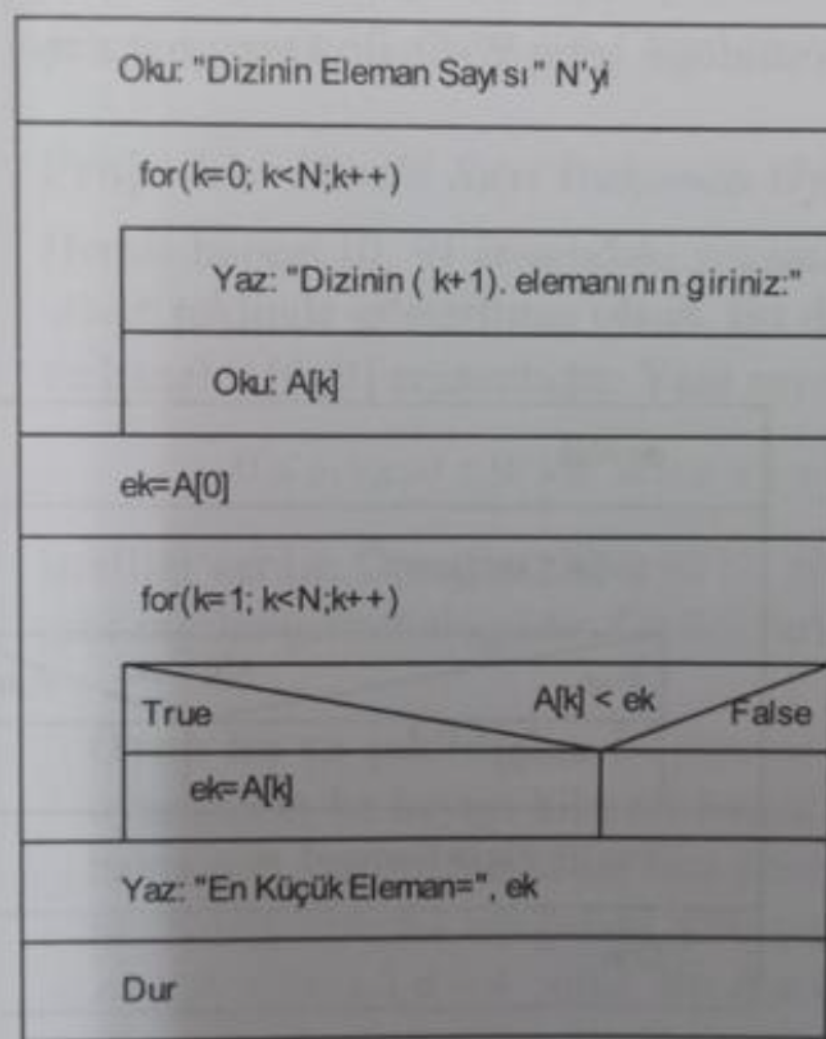 Oku: "Dizinin Eleman Sayısı" N'yi
for(k=0; k<N;k++)
Yaz: "Dizinin ( k+1). elemanının giriniz:"
Oku: A[k]
ek=A[0]
for(k=1; k<N;k++)
A[k] < ek
True
False
ek=A[k]
Yaz: "En Küçük Eleman=", ek
Dur